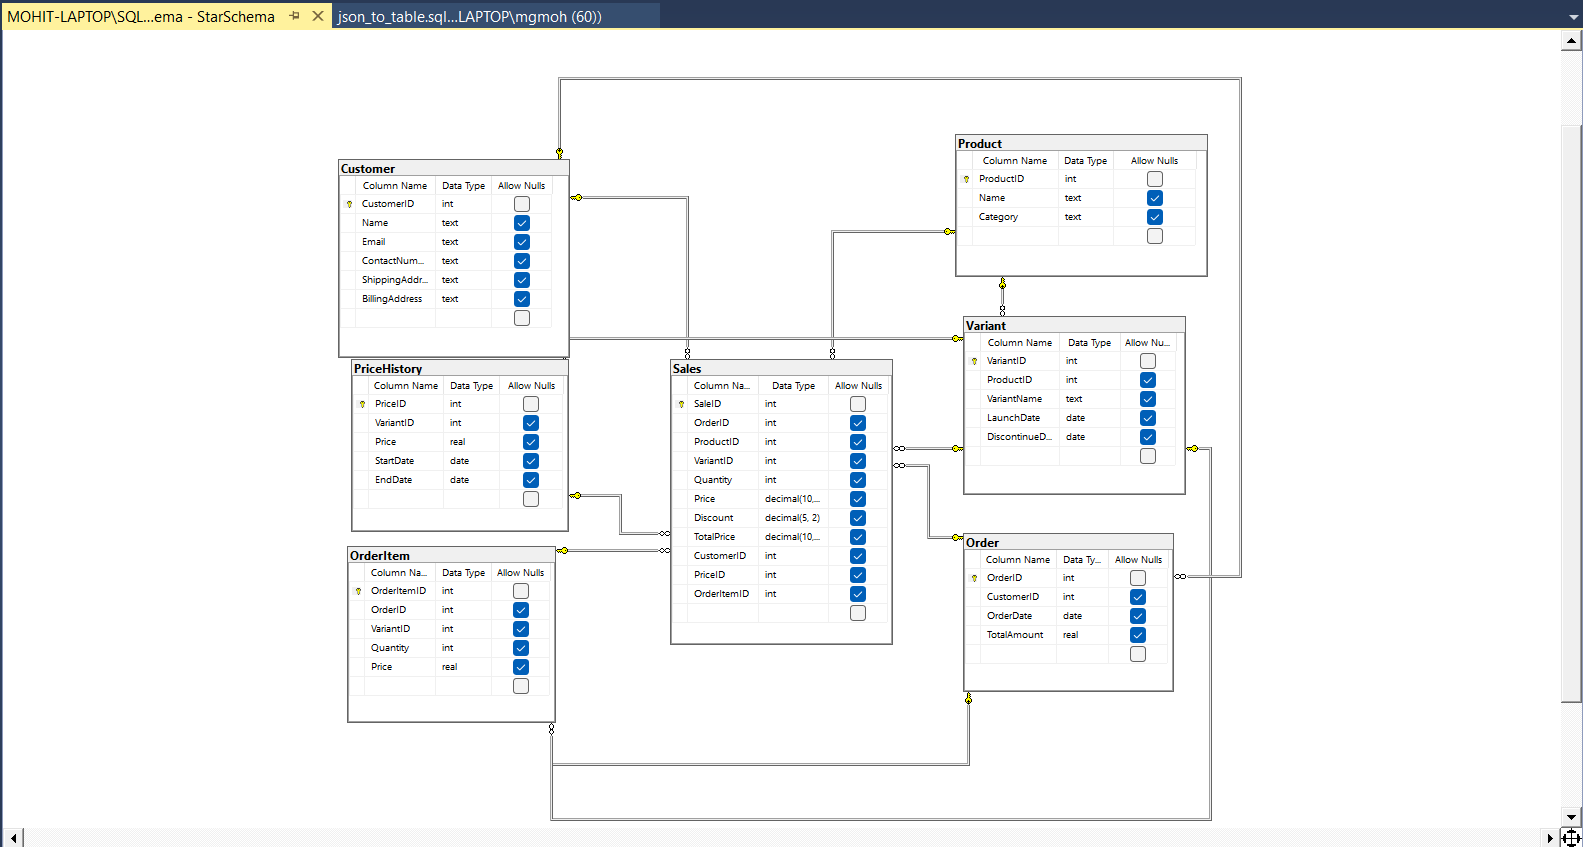 MOHIT-LAPTOP\SQL...ema - StarSchema
json_to_table.sql...LAPTOP\mgmoh (60))
Customer
Column Name Data Type Allow Nulls
CustomerID int
Name text
Email text
ContactNum... text
ShippingAddr... text
BillingAddress text
Product
Column Name Data Type Allow Nulls
ProductID int
Name text
Category text
PriceHistory
Column Name Data Type Allow Nulls
PriceID int
VariantID int
Price real
StartDate date
EndDate date
Sales
Column Na... Data Type Allow Nulls
SaleID int
OrderID int
ProductID int
VariantID int
Quantity int
Price decimal(10,...
Discount decimal(5, 2)
TotalPrice decimal(10,...
CustomerID int
PriceID int
OrderItemID int
Variant
Column Name Data Type Allow Nu...
VariantID int
ProductID int
VariantName text
LaunchDate date
DiscontinueD... date
OrderItem
Column Na... Data Type Allow Nulls
OrderItemID int
OrderID int
VariantID int
Quantity int
Price real
Order
Column Name Data Ty... Allow Nulls
OrderID int
CustomerID int
OrderDate date
TotalAmount real